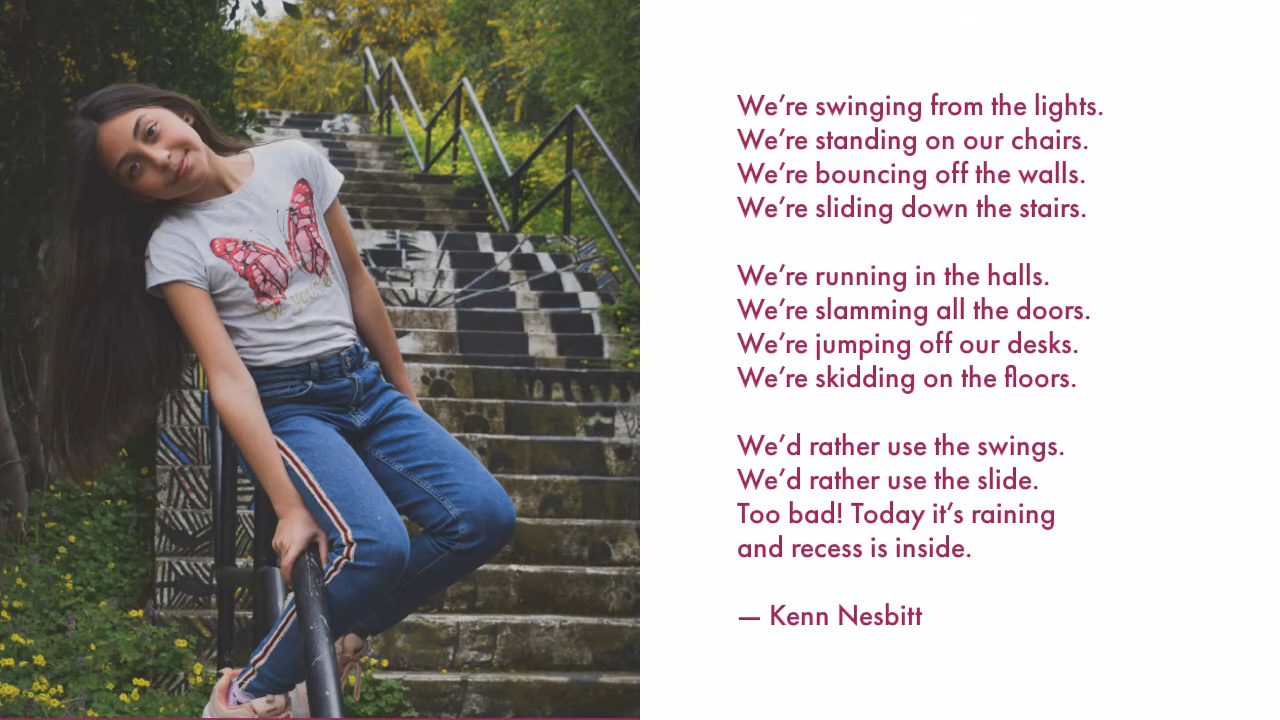 We’re swinging from the lights.
We’re standing on our chairs.
We’re bouncing off the walls.
We’re sliding down the stairs.

We’re running in the halls.
We’re slamming all the doors.
We’re jumping off our desks.
We’re skidding on the floors.

We’d rather use the swings.
We’d rather use the slide.
Too bad! Today it’s raining
and recess is inside.

— Kenn Nesbitt